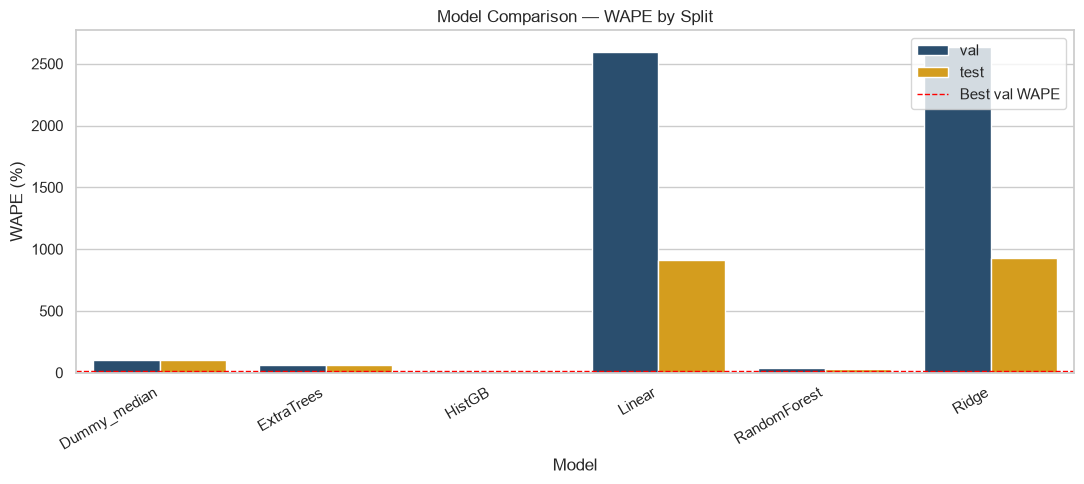 Model Comparison — WAPE by Split
WAPE (%)
2500
2000
1500
1000
500
0
val
test
Best val WAPE
Dummy_median
ExtraTrees
HistGB
Linear
RandomForest
Ridge
Model